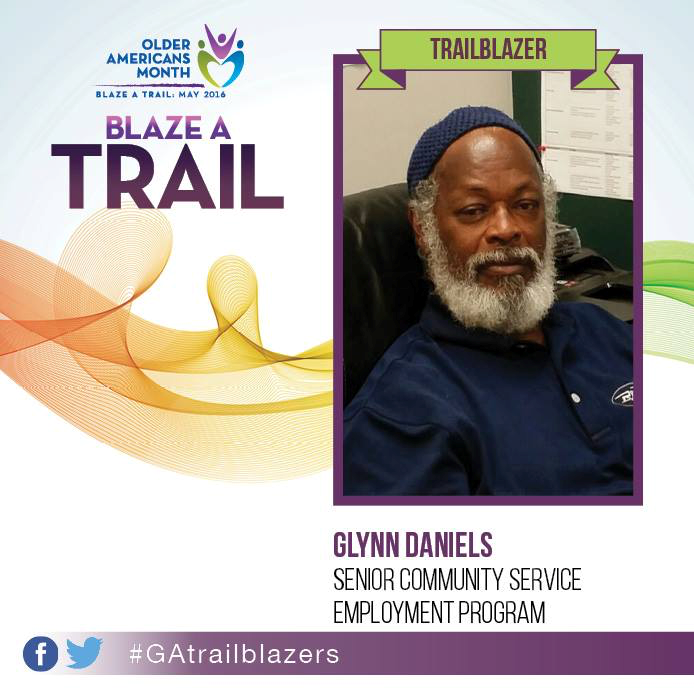 OLDER
AMERICANS
MONTH
BLAZE A TRAIL: MAY 2016
BLAZE A
TRAIL
TRAILBLAZER
GLYNN DANIELS
SENIOR COMMUNITY SERVICE
EMPLOYMENT PROGRAM
#GAtrailblazers